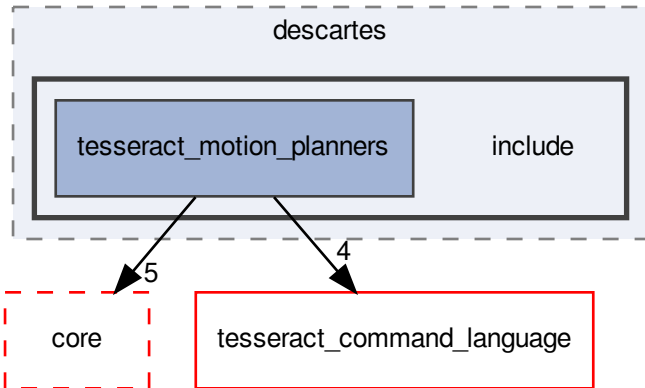 descartes
tesseract_motion_planners
include
5
4
core
tesseract_command_language